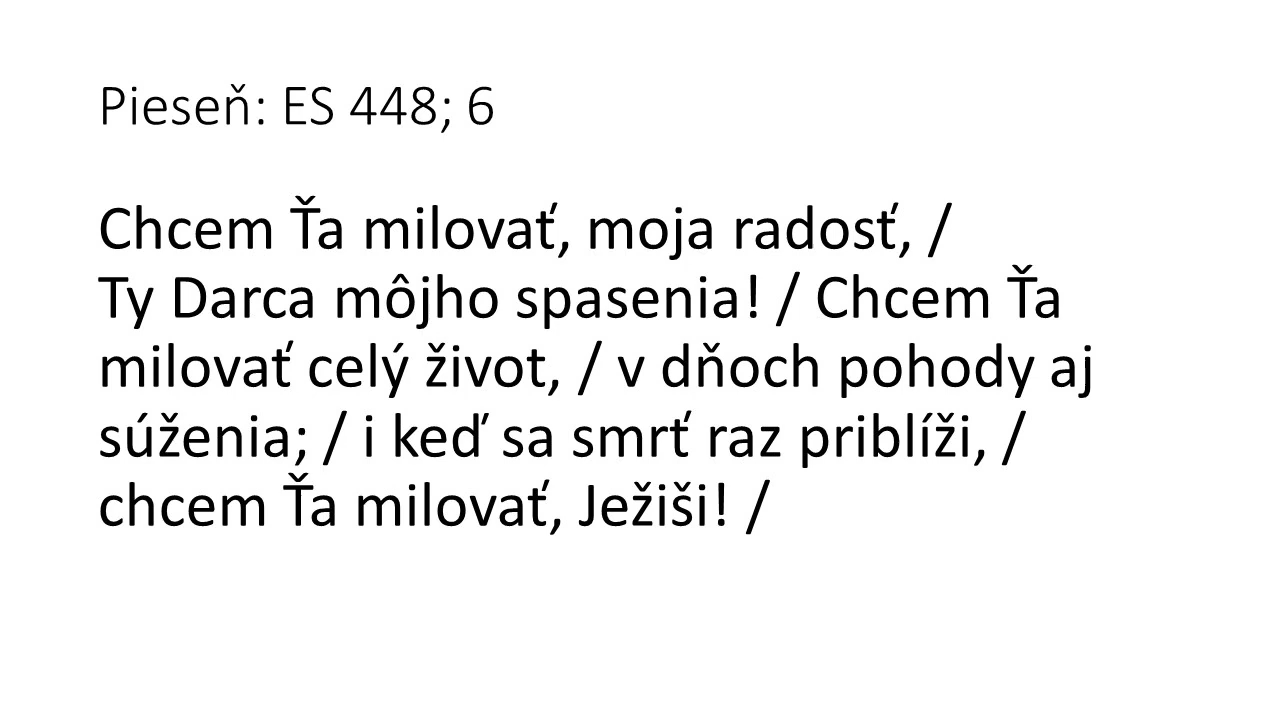 Pieseň: ES 448; 6
Chcem Ťa milovať, moja radosť, /
Ty Darca môjho spasenia! / Chcem Ťa
milovať celý život, / v dňoch pohody aj
súženia; / i keď sa smrť raz priblíži, /
chcem Ťa milovať, Ježiši! /